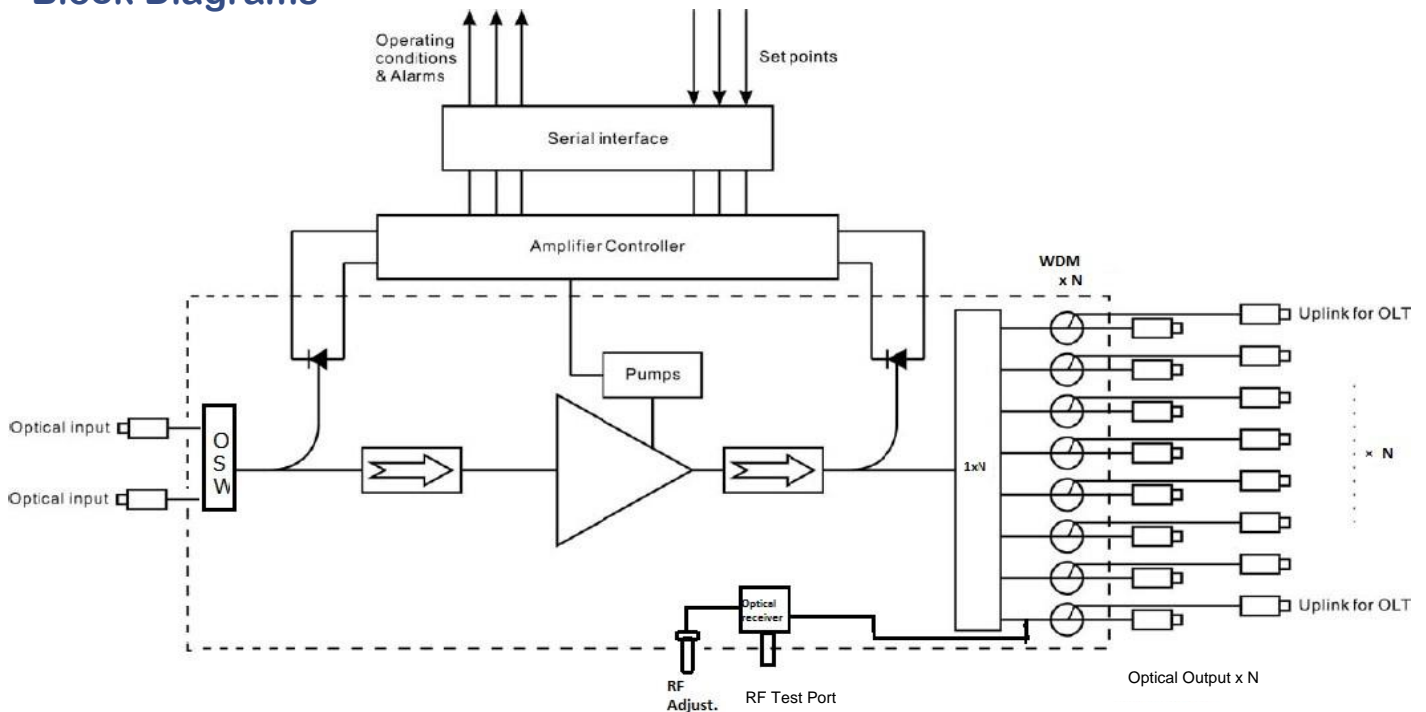 Block Diagrams
Operating
conditions
& Alarms
Set points
Serial interface
Amplifier Controller
WDM
x N
Uplink for OLT
Pumps
Optical input
O
S
W
1xN
× N
Optical input
Optical
receiver
Uplink for OLT
RF
Adjust.
RF Test Port
Optical Output x N